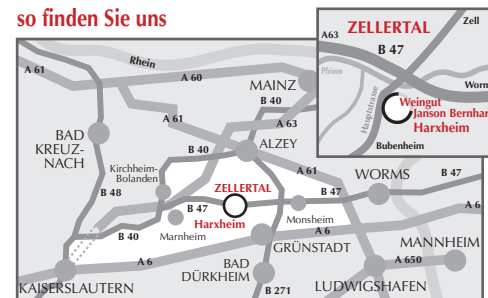 so finden Sie uns
A 61
Rhein
A 60
MAINZ
B 40
A 61
A 63
BAD
KREUZ-
NACH
B 40
ALZEY
Kirchheim-
Bolanden
A 61
B 48
ZELLERTAL
B 47
WORMS
B 47
B 47
Harxheim
Monsheim
Marnheim
B 40
A 6
A 6
GRÜNSTADT
A 6
BAD
DÜRKHEIM
MANNHEIM
A 650
KAISERSLAUTERN
B 271
LUDWIGSHAFEN
ZELLERTAL
Zell
A63
B 47
Pfrimm
Worm
Hauptstrasse
Weingut
Janson Bernhar
Harxheim
Bubenheim